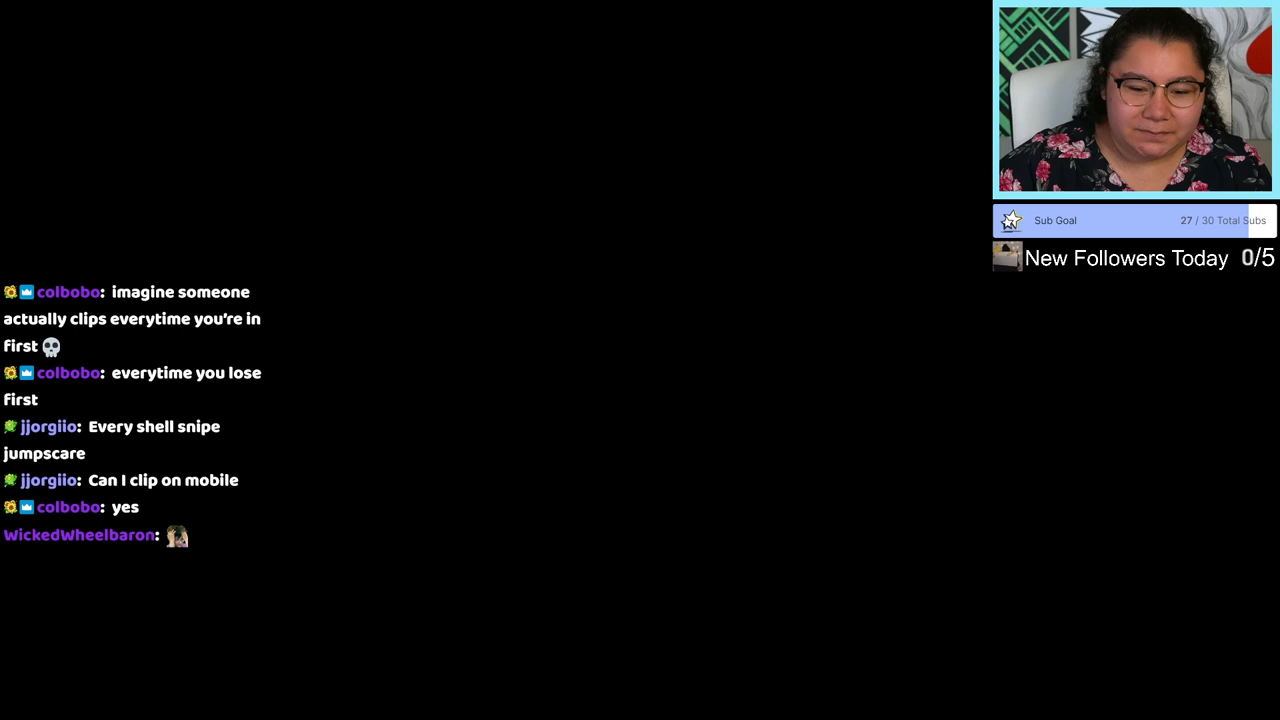 Sub Goal 27 / 30 Total Subs
New Followers Today 0/5
colbobo: imagine someone
actually clips everytime you're in
first 💀
colbobo: everytime you lose
first
jjorgiio: Every shell snipe
jumpscare
jjorgiio: Can I clip on mobile
colbobo: yes
WickedWheelbaron: